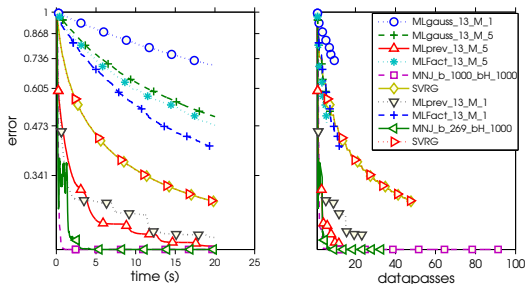 1
0.868
0.736
0.605
0.473
0.341
error
0
5
10
15
20
25
time (s)
MLgauss_13_M_1
MLgauss_13_M_5
MLprev_13_M_5
MLFact_13_M_5
MNJ_b_1000_bH_1000
SVRG
MLprev_13_M_1
MLFact_13_M_1
MNJ_b_269_bH_1000
SVRG
0
20
40
60
80
100
datapasses